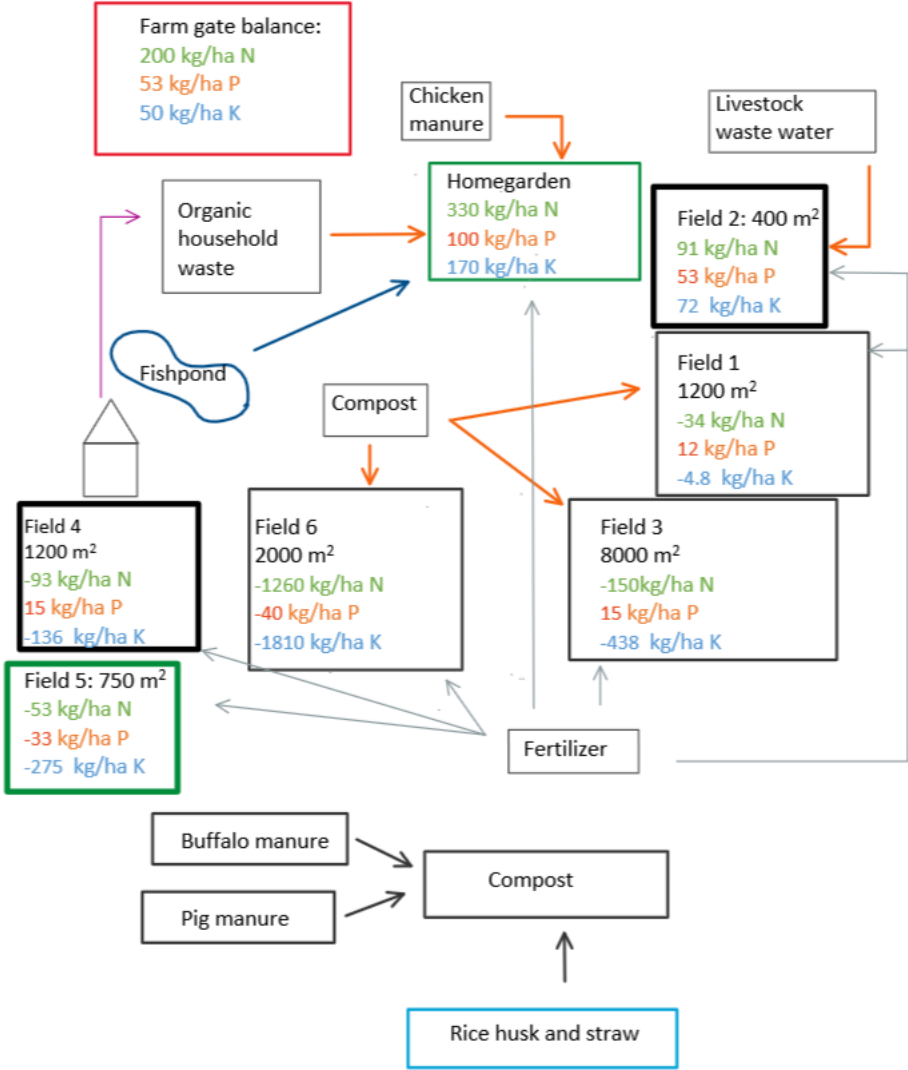 Farm gate balance:
200 kg/ha N
53 kg/ha P
50 kg/ha K
Chicken
manure
Livestock
waste water
Homegarden
330 kg/ha N
100 kg/ha P
170 kg/ha K
Organic
household
waste
Field 2: 400 m²
91 kg/ha N
53 kg/ha P
72 kg/ha K
Fishpond
Field 1
1200 m²
-34 kg/ha N
12 kg/ha P
-4.8 kg/ha K
Compost
Field 4
1200 m²
-93 kg/ha N
15 kg/ha P
-136 kg/ha K
Field 6
2000 m²
-1260 kg/ha N
-40 kg/ha P
-1810 kg/ha K
Field 3
8000 m²
-150kg/ha N
15 kg/ha P
-438 kg/ha K
Field 5: 750 m²
-53 kg/ha N
-33 kg/ha P
-275 kg/ha K
Fertilizer
Buffalo manure
Compost
Pig manure
Rice husk and straw